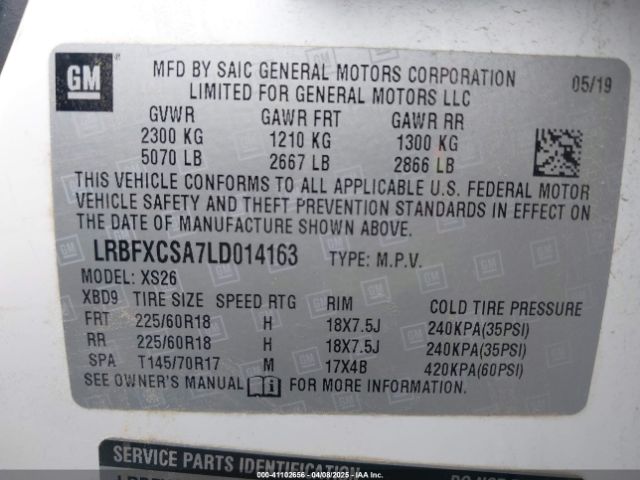 GM
MFD BY SAIC GENERAL MOTORS CORPORATION 05/19
LIMITED FOR GENERAL MOTORS LLC
GVWR GAWR FRT GAWR RR
2300 KG 1210 KG 1300 KG
5070 LB 2667 LB 2866 LB
THIS VEHICLE CONFORMS TO ALL APPLICABLE U.S. FEDERAL MOTOR
VEHICLE SAFETY AND THEFT PREVENTION STANDARDS IN EFFECT ON
THE DATE OF MANUFACTURE SHOWN ABOVE.
LRBFXCSA7LD014163 TYPE: M.P.V.
MODEL: XS26
XBD9 TIRE SIZE SPEED RTG RIM COLD TIRE PRESSURE
FRT 225/60R18 H 18X7.5J 240KPA(35PSI)
RR 225/60R18 H 18X7.5J 240KPA(35PSI)
SPA T145/70R17 M 17X4B 420KPA(60PSI)
SEE OWNER'S MANUAL FOR MORE INFORMATION
SERVICE PARTS IDENTIFICATION
000-41102656 - 04/08/2025 - IAAI.COM